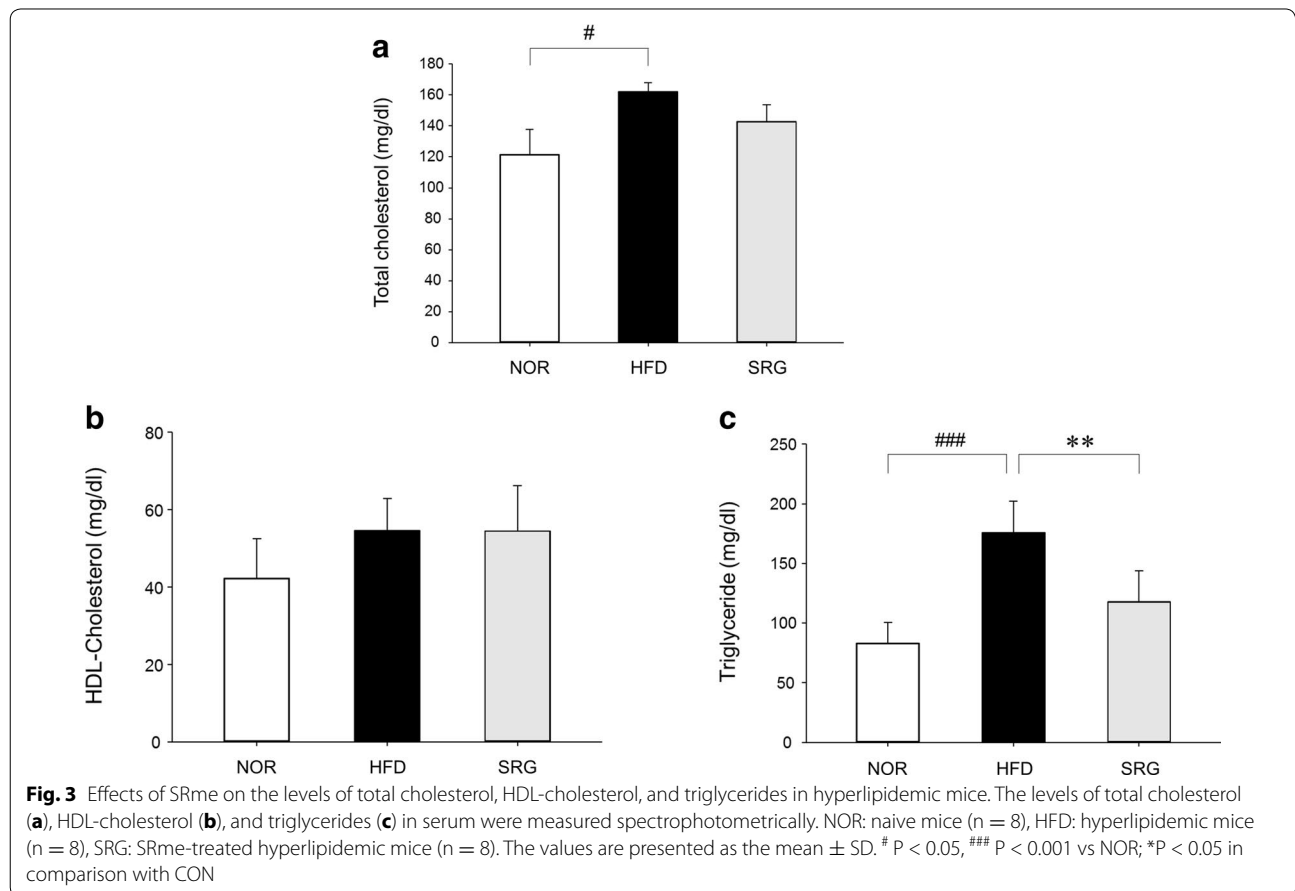 a
#
Total cholesterol (mg/dl)
180
160
140
120
100
80
60
40
20
0
NOR HFD SRG
b
HDL-Cholesterol (mg/dl)
80
60
40
20
0
NOR HFD SRG
c
### **
Triglyceride (mg/dl)
250
200
150
100
50
0
NOR HFD SRG
Fig. 3 Effects of SRme on the levels of total cholesterol, HDL-cholesterol, and triglycerides in hyperlipidemic mice. The levels of total cholesterol
(a), HDL-cholesterol (b), and triglycerides (c) in serum were measured spectrophotometrically. NOR: naive mice (n = 8), HFD: hyperlipidemic mice
(n = 8), SRG: SRme-treated hyperlipidemic mice (n = 8). The values are presented as the mean ± SD. # P < 0.05, ### P < 0.001 vs NOR; *P < 0.05 in
comparison with CON